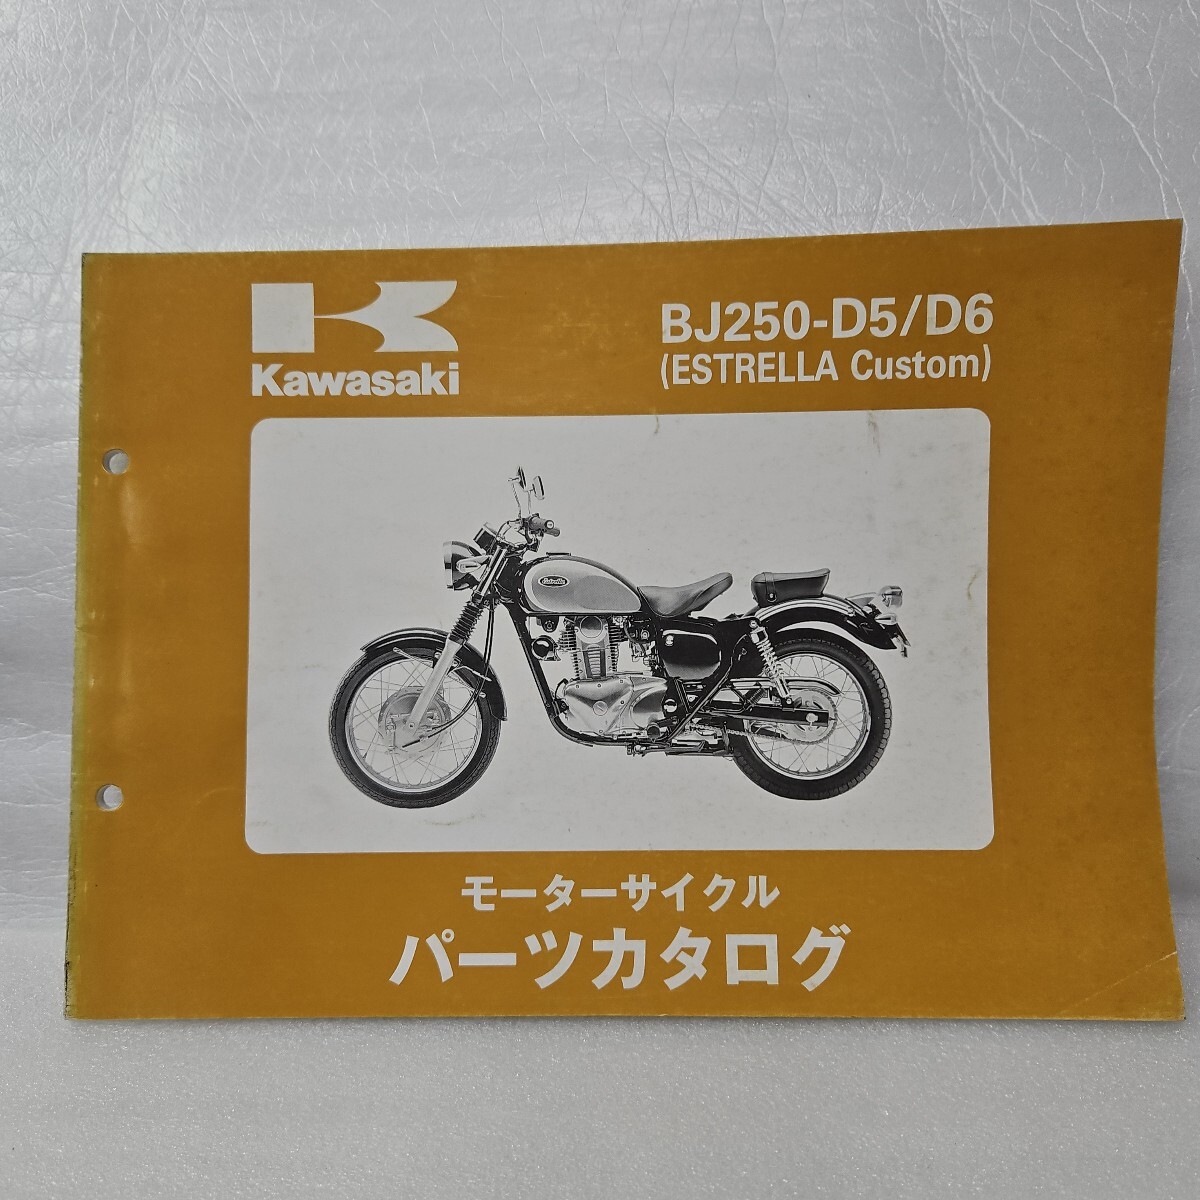 Kawasaki
BJ250-D5/D6
(ESTRELLA Custom)
Estrella
モーターサイクル
パーツカタログ